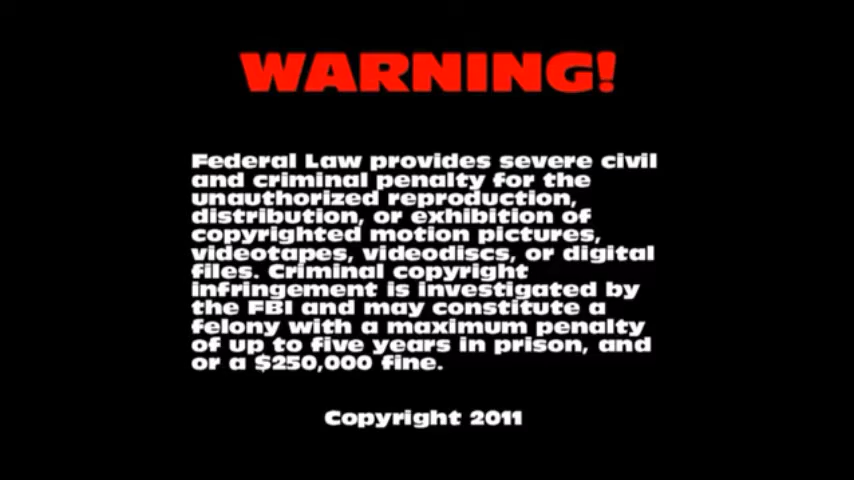 WARNING!
Federal Law provides severe civil
and criminal penalty for the
unauthorized reproduction,
distribution, or exhibition of
copyrighted motion pictures,
videotapes, videodiscs, or digital
files. Criminal copyright
infringement is investigated by
the FBI and may constitute a
felony with a maximum penalty
of up to five years in prison, and
or a $250,000 fine.
Copyright 2011